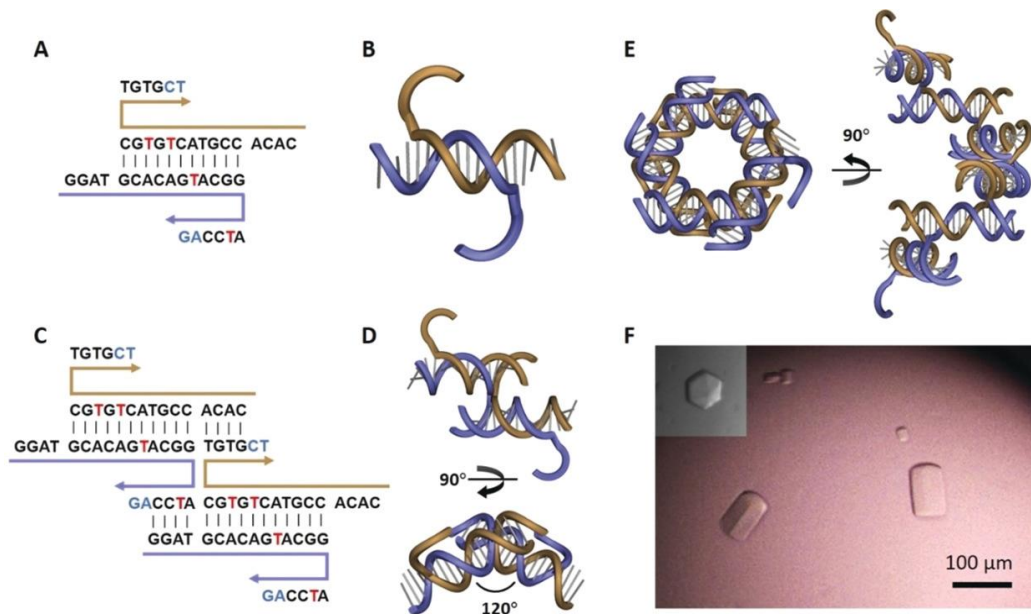 A
TGTGCT
CGTGTCATGCC ACAC
GGAT GCACAGTACGG
GACCTA
B
E
90°
C
TGTGCT
CGTGTCATGCC ACAC
GGAT GCACAGTACGG TGTGCT
GACCTA CGTGTCATGCC ACAC
GGAT GCACAGTACGG
GACCTA
D
90°
120°
F
100 µm